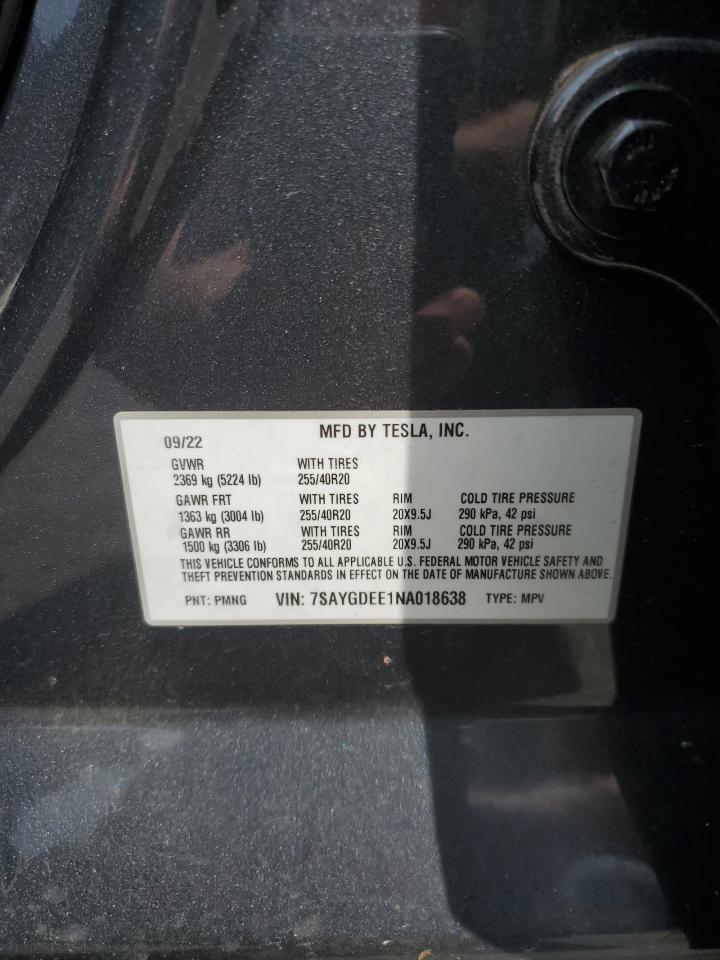 MFD BY TESLA, INC.
09/22
GVWR WITH TIRES
2369 kg (5224 lb) 255/40R20
GAWR FRT WITH TIRES RIM COLD TIRE PRESSURE
1363 kg (3004 lb) 255/40R20 20X9.5J 290 kPa, 42 psi
GAWR RR WITH TIRES RIM COLD TIRE PRESSURE
1500 kg (3306 lb) 255/40R20 20X9.5J 290 kPa, 42 psi
THIS VEHICLE CONFORMS TO ALL APPLICABLE U.S. FEDERAL MOTOR VEHICLE SAFETY AND
THEFT PREVENTION STANDARDS IN EFFECT ON THE DATE OF MANUFACTURE SHOWN ABOVE.
PNT: PMNG VIN: 7SAYGDEE1NA018638 TYPE: MPV